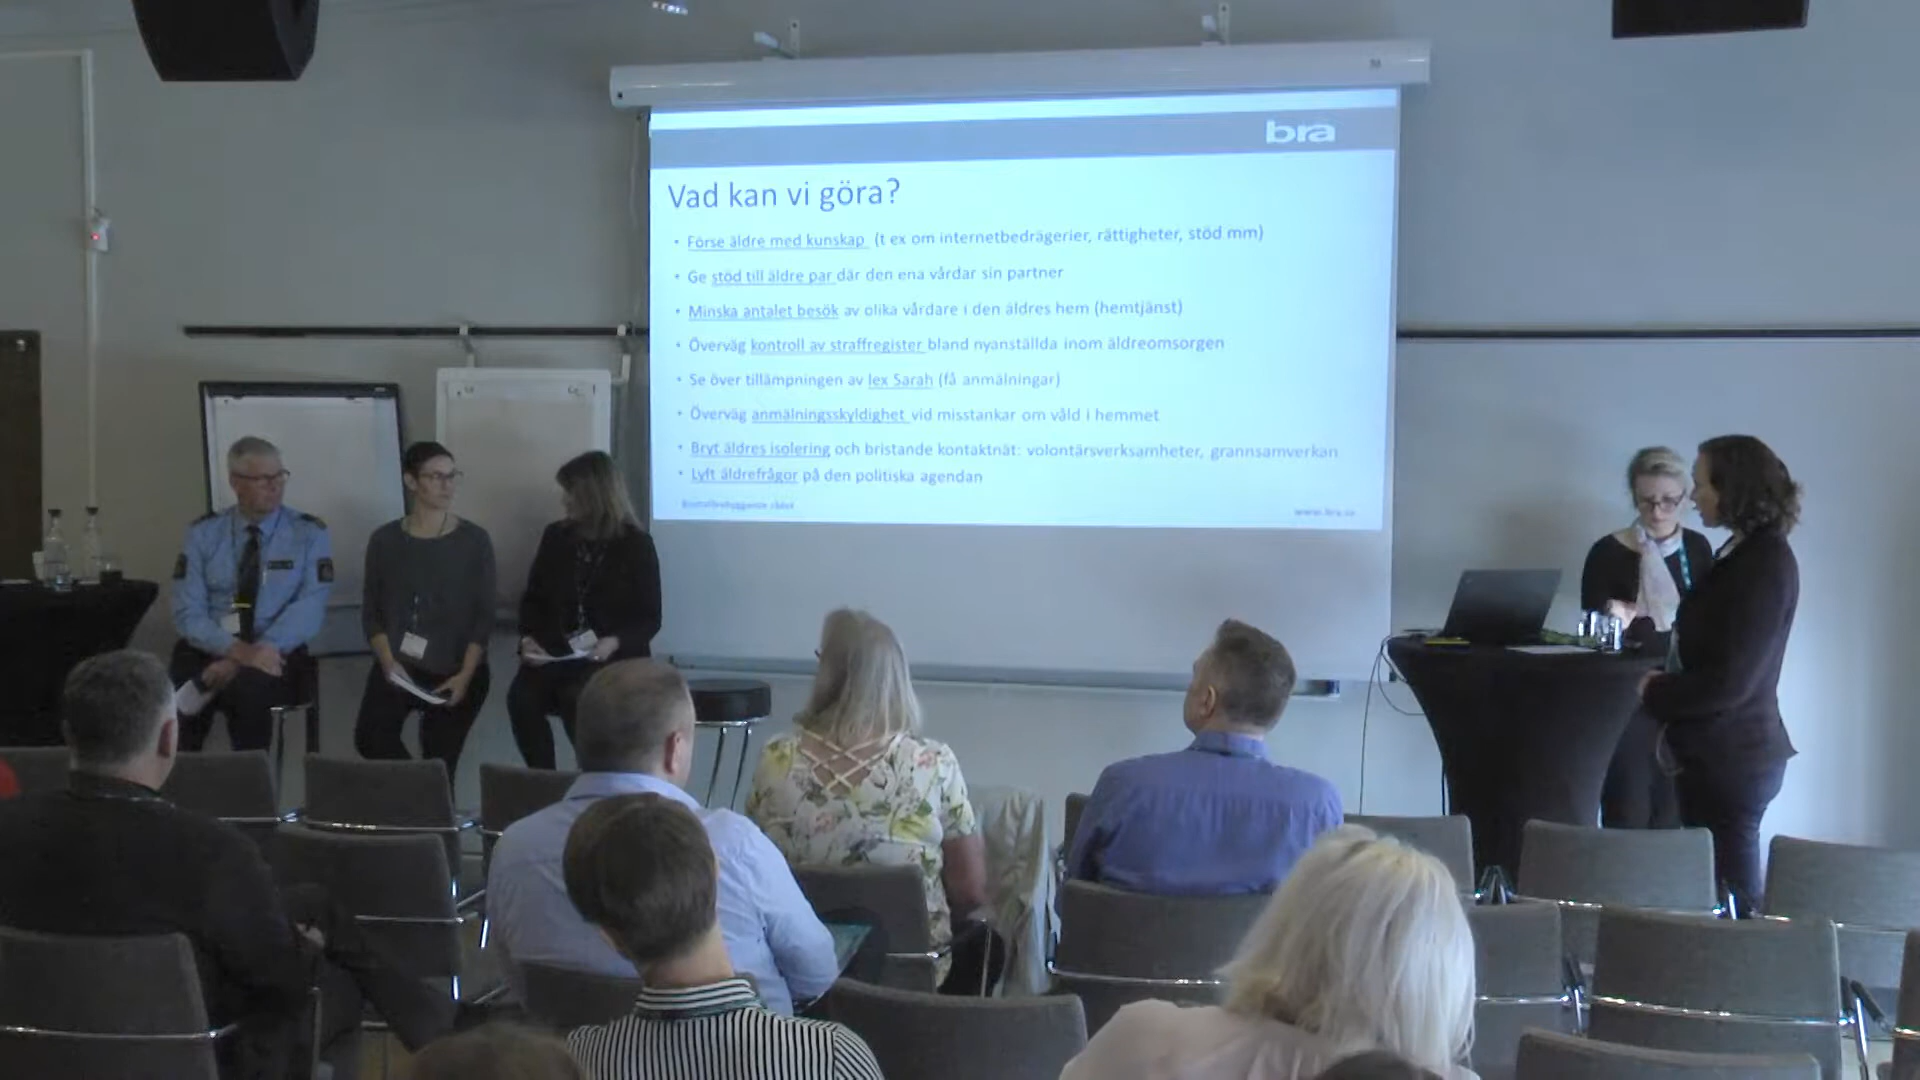 bra
Vad kan vi göra?
• Förse äldre med kunskap (t ex om internetbedrägerier, rättigheter, stöd mm)
• Ge stöd till äldre par där den ena vårdar sin partner
• Minska antalet besök av olika vårdare i den äldres hem (hemtjänst)
• Överväg kontroll av straffregister bland nyanställda inom äldreomsorgen
• Se över tillämpningen av lex Sarah (få anmälningar)
• Överväg anmälningsskyldighet vid misstankar om våld i hemmet
• Bryt äldres isolering och bristande kontaktnät: volontärsverksamheter, grannsamverkan
• Lyft äldrefrågor på den politiska agendan
Brottsförebyggande rådet
www.bra.se